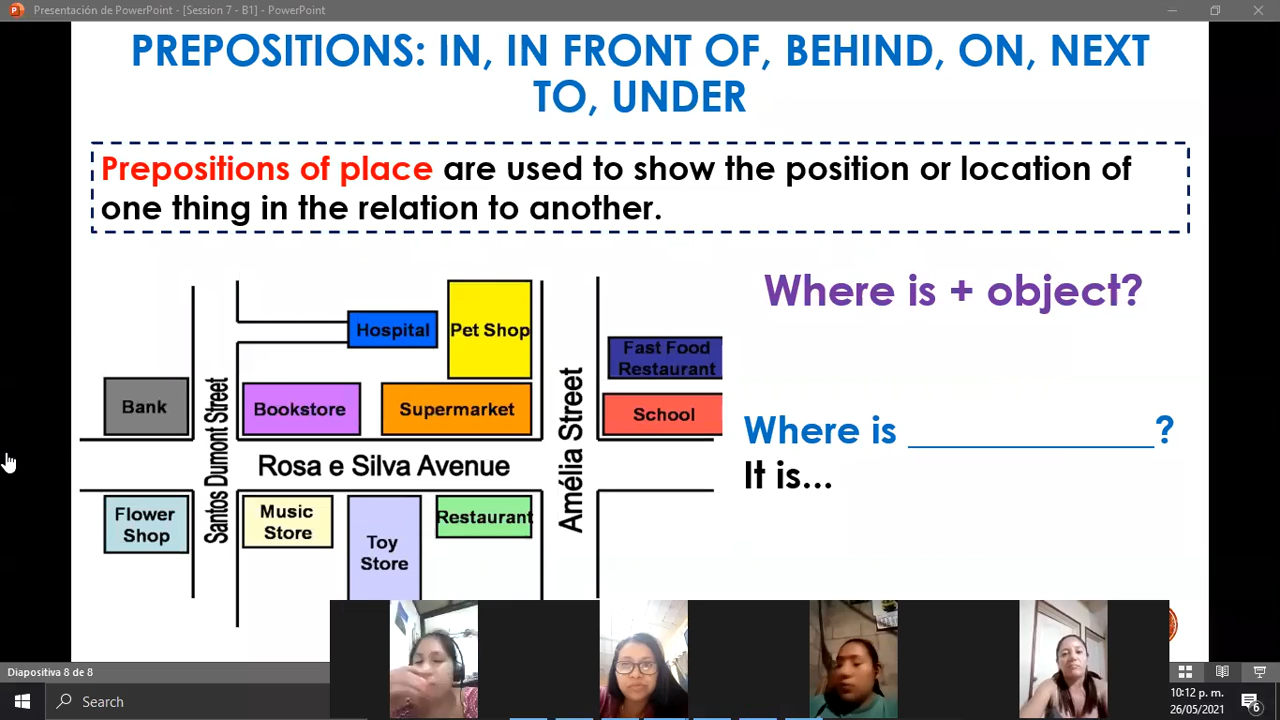 Presentación de PowerPoint - [Session 7 - B1] - PowerPoint
PREPOSITIONS: IN, IN FRONT OF, BEHIND, ON, NEXT
TO, UNDER
Prepositions of place are used to show the position or location of
one thing in the relation to another.
Where is + object?
Hospital
Pet Shop
Fast Food
Restaurant
Bank
Santos Dumont Street
Bookstore
Supermarket
Amélia Street
School
Where is _______________?
Rosa e Silva Avenue
It is...
Flower
Shop
Music
Store
Toy
Store
Restaurant
Diapositiva 8 de 8
Search
10:12 p. m.
26/05/2021
6